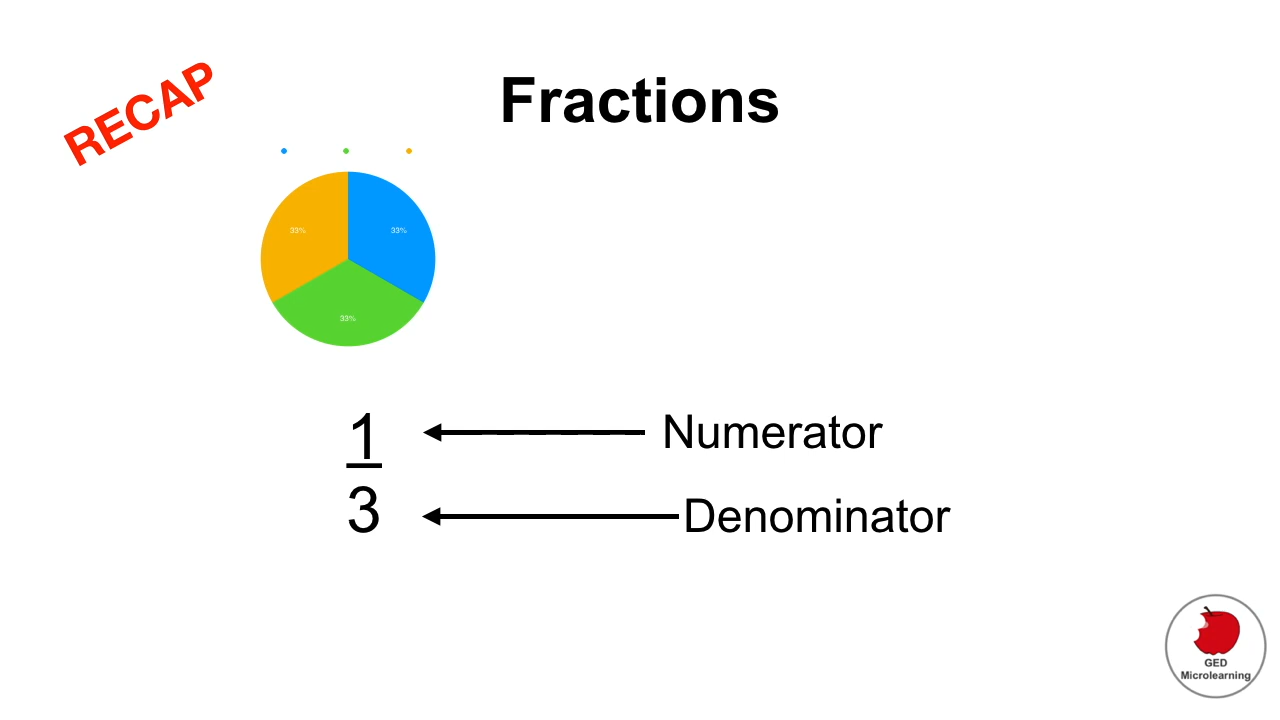 RECAP
Fractions
33%
33%
33%
1
Numerator
3
Denominator
GED
Microlearning